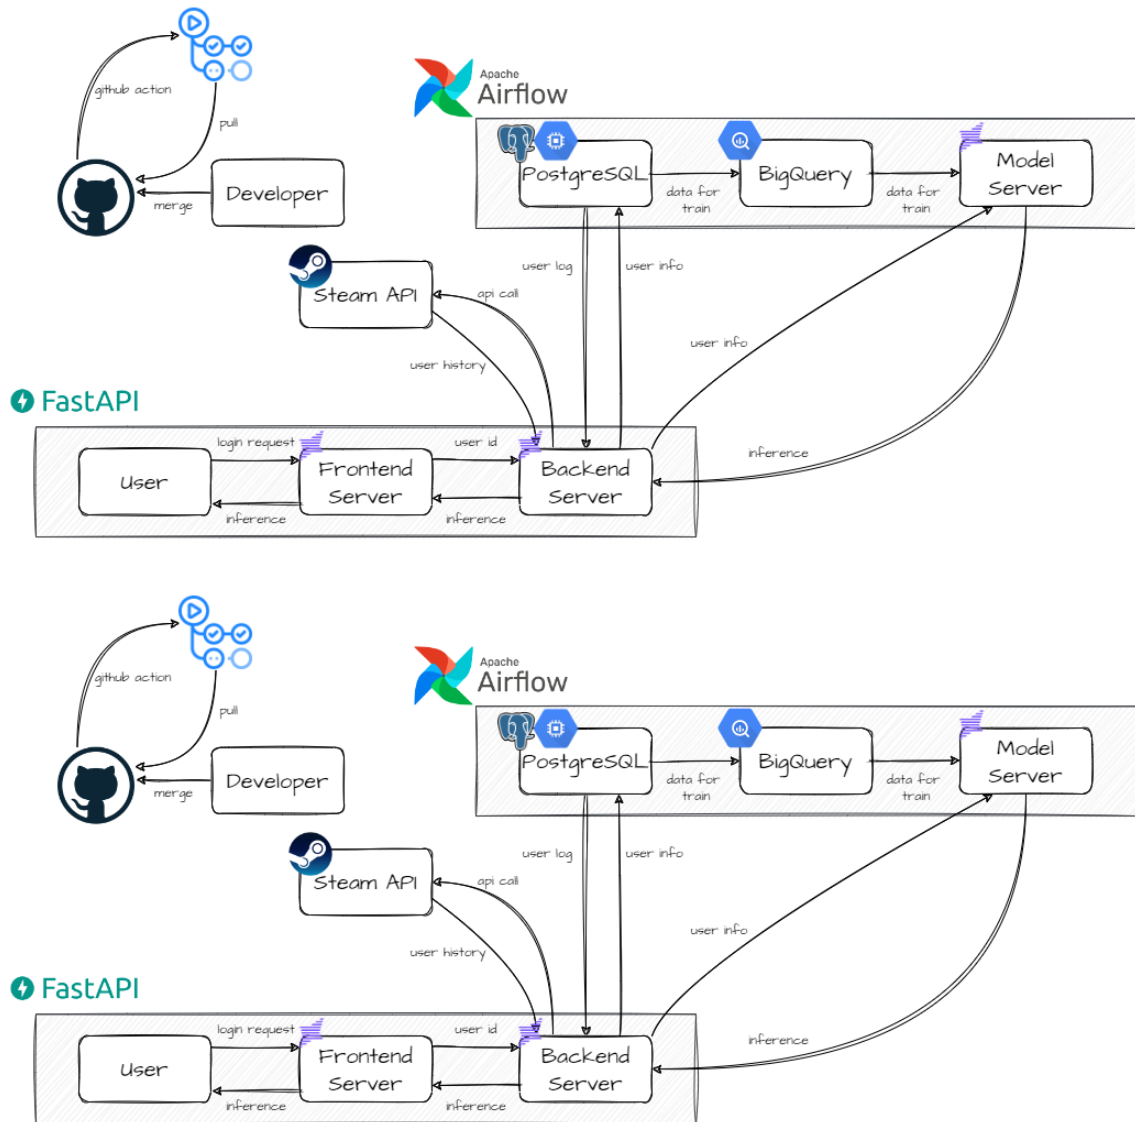 github action
pull
merge
Developer
Apache
Airflow
PostgreSQL
data for
train
BigQuery
data for
train
Model
Server
Steam API
api call
user history
user log
user info
user info
inference
FastAPI
User
login request
inference
Frontend
Server
user id
inference
Backend
Server
github action
pull
merge
Developer
Apache
Airflow
PostgreSQL
data for
train
BigQuery
data for
train
Model
Server
Steam API
api call
user history
user log
user info
user info
inference
FastAPI
User
login request
inference
Frontend
Server
user id
inference
Backend
Server